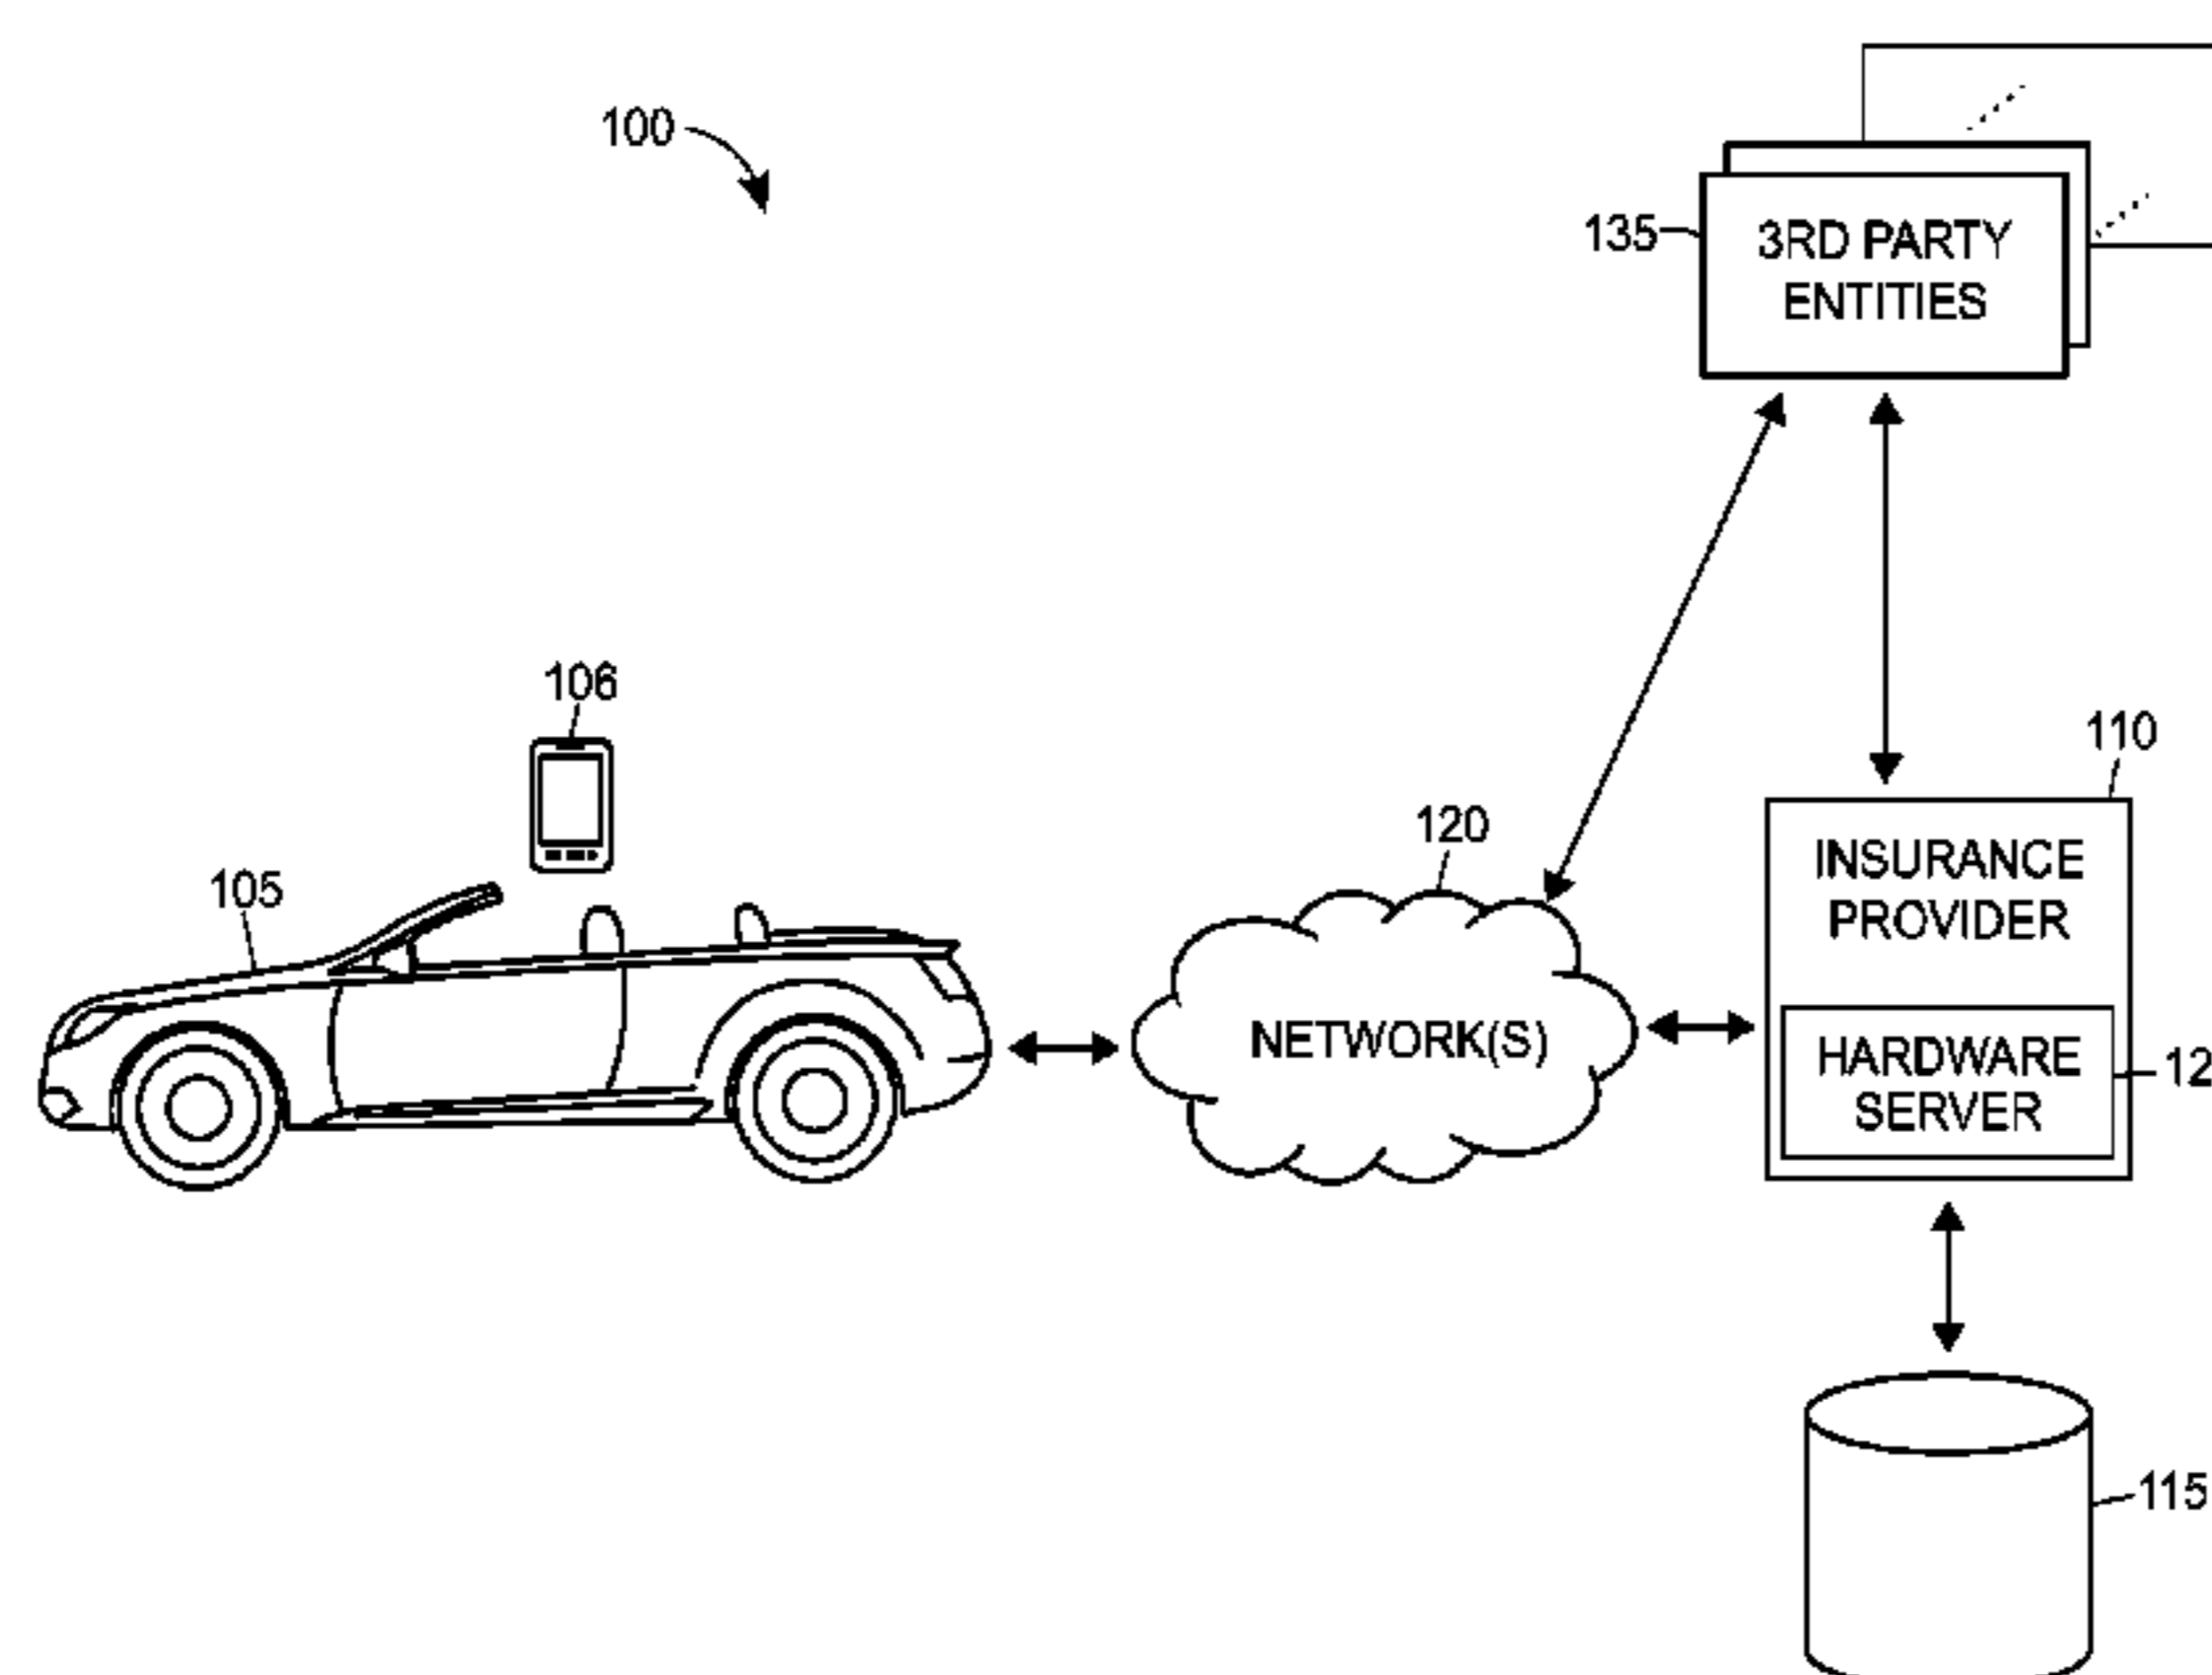 100
135
3RD PARTY
ENTITIES
106
110
120
105
INSURANCE
PROVIDER
NETWORK(S)
HARDWARE
SERVER
115